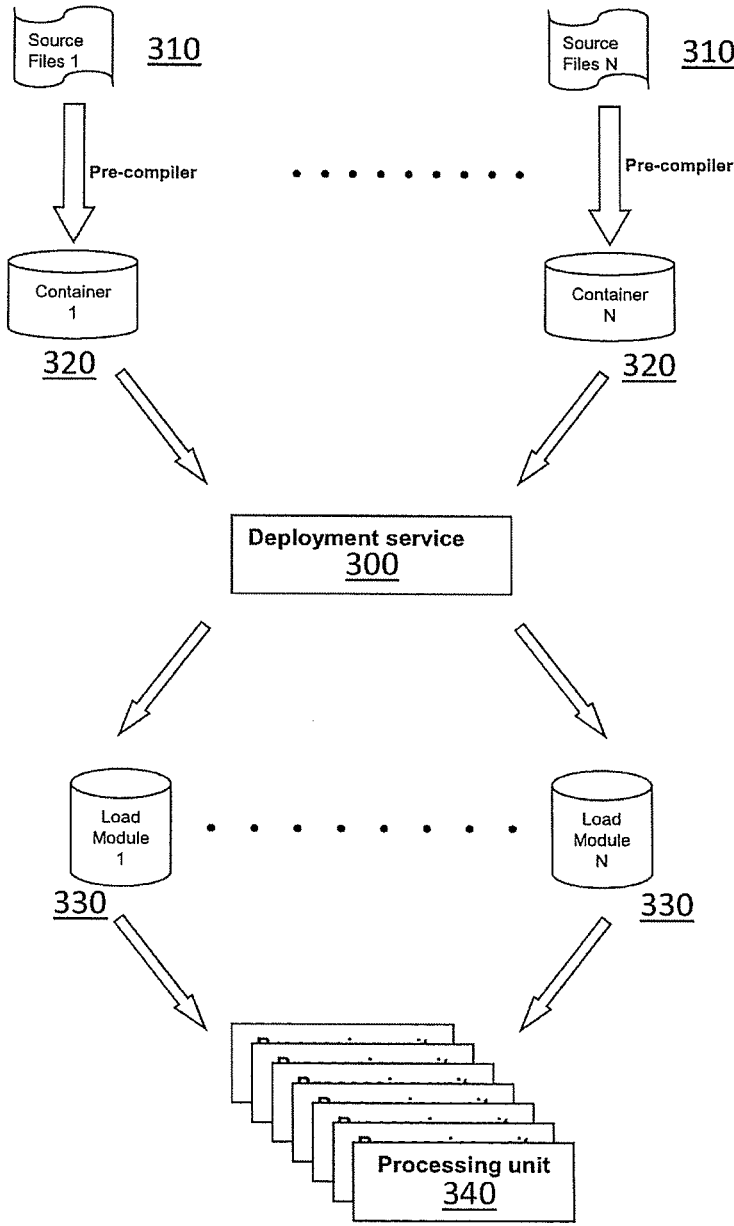 Source
Files 1
310
Source
Files N
310
Pre-compiler
Pre-compiler
Container
1
320
Container
N
320
Deployment service
300
Load
Module
1
330
Load
Module
N
330
Processing unit
340